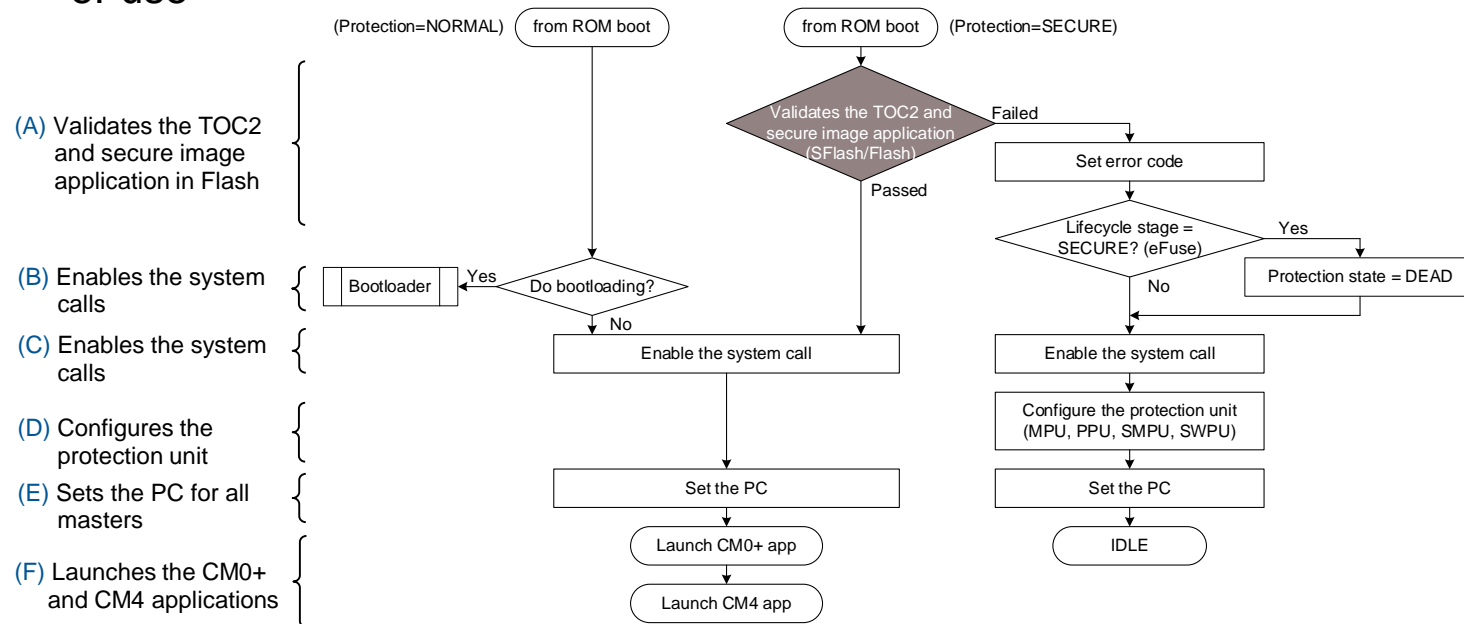 or use
(Protection=NORMAL)
from ROM boot
from ROM boot
(Protection=SECURE)
(A) Validates the TOC2
and secure image
application in Flash
Validates the TOC2 and
secure image application
(SFlash/Flash)
Failed
Passed
Set error code
Lifecycle stage =
SECURE? (eFuse)
Yes
No
Protection state = DEAD
(B) Enables the system
calls
Bootloader
Yes
Do bootloading?
No
(C) Enables the system
calls
Enable the system call
Enable the system call
(D) Configures the
protection unit
Configure the protection unit
(MPU, PPU, SMPU, SWPU)
(E) Sets the PC for all
masters
Set the PC
Set the PC
(F) Launches the CM0+
and CM4 applications
Launch CM0+ app
IDLE
Launch CM4 app